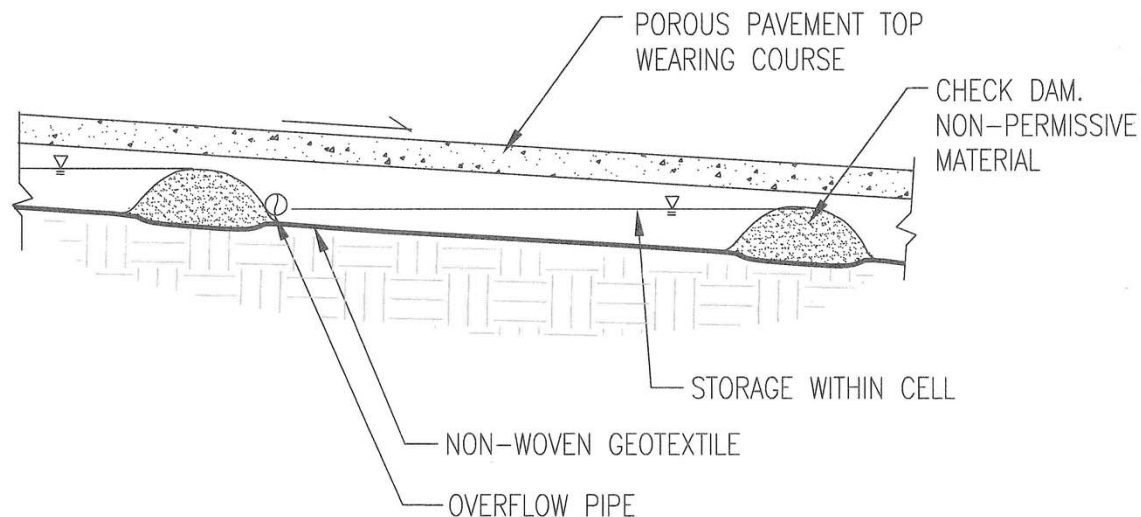 POROUS PAVEMENT TOP
WEARING COURSE
CHECK DAM.
NON-PERMISSIVE
MATERIAL
STORAGE WITHIN CELL
NON-WOVEN GEOTEXTILE
OVERFLOW PIPE